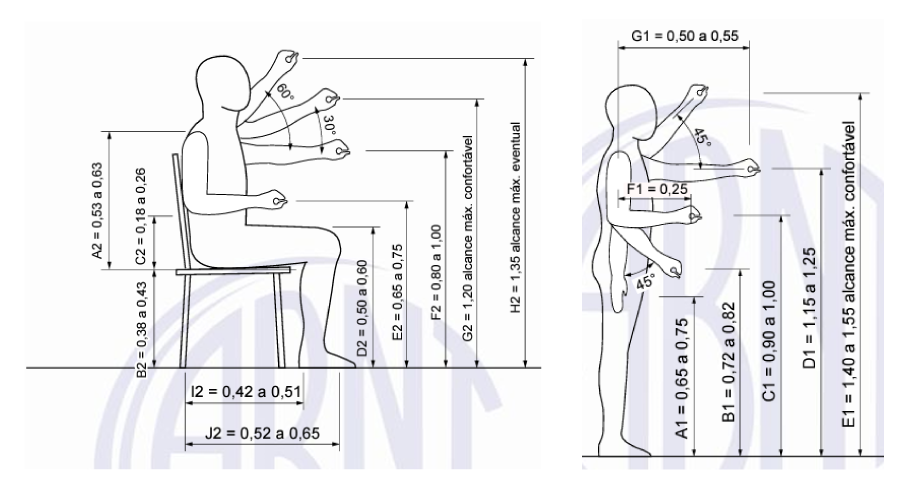 60°
30°
A2 = 0,53 a 0,63
C2 = 0,18 a 0,26
B2 = 0,38 a 0,43
D2 = 0,50 a 0,60
E2 = 0,65 a 0,75
F2 = 0,80 a 1,00
G2 = 1,20 alcance máx. confortável
H2 = 1,35 alcance máx. eventual
I2 = 0,42 a 0,51
J2 = 0,52 a 0,65
G1 = 0,50 a 0,55
45°
F1 = 0,25
45°
A1 = 0,65 a 0,75
B1 = 0,72 a 0,82
C1 = 0,90 a 1,00
D1 = 1,15 a 1,25
E1 = 1,40 a 1,55 alcance máx. confortável
ABNT